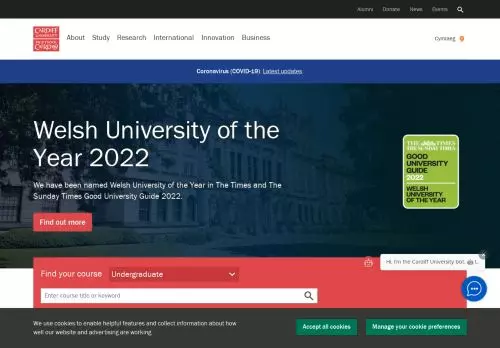 Alumni Donate News Events
CARDIFF
UNIVERSITY
PRIFYSGOL
CAERDYDD
About Study Research International Innovation Business
Cymraeg
Coronavirus (COVID-19) Latest updates
Welsh University of the
Year 2022
We have been named Welsh University of the Year in The Times and The
Sunday Times Good University Guide 2022.
Find out more
THE TIMES
THE SUNDAY TIMES
GOOD
UNIVERSITY
GUIDE
2022
WELSH
UNIVERSITY
OF THE YEAR
Hi. I'm the Cardiff University bot.
Find your course Undergraduate
Enter course title or keyword
We use cookies to enable helpful features and collect information about how
well our website and advertising are working.
Accept all cookies
Manage your cookie preferences